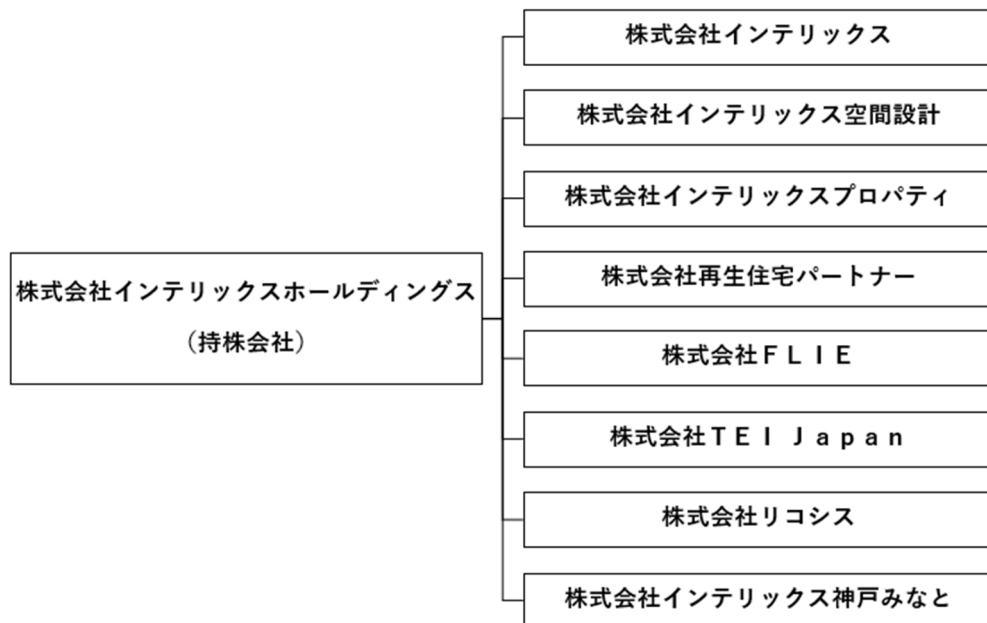 株式会社インテリックスホールディングス
（持株会社）
株式会社インテリックス
株式会社インテリックス空間設計
株式会社インテリックスプロパティ
株式会社再生住宅パートナー
株式会社ＦＬＩＥ
株式会社ＴＥＩ Ｊａｐａｎ
株式会社リコシス
株式会社インテリックス神戸みなと